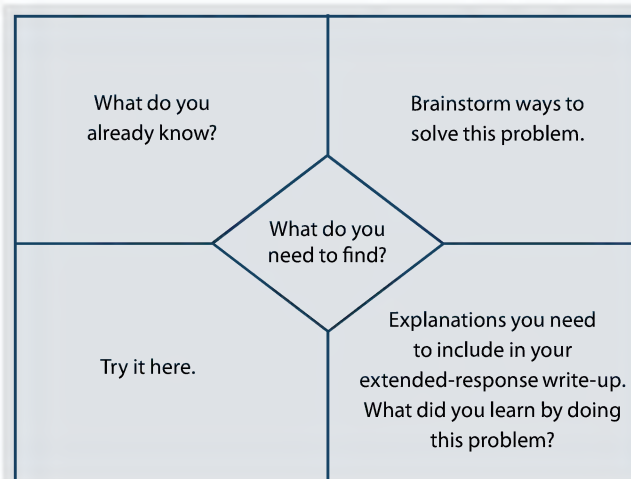 What do you
already know?
Brainstorm ways to
solve this problem.
What do you
need to find?
Try it here.
Explanations you need
to include in your
extended-response write-up.
What did you learn by doing
this problem?